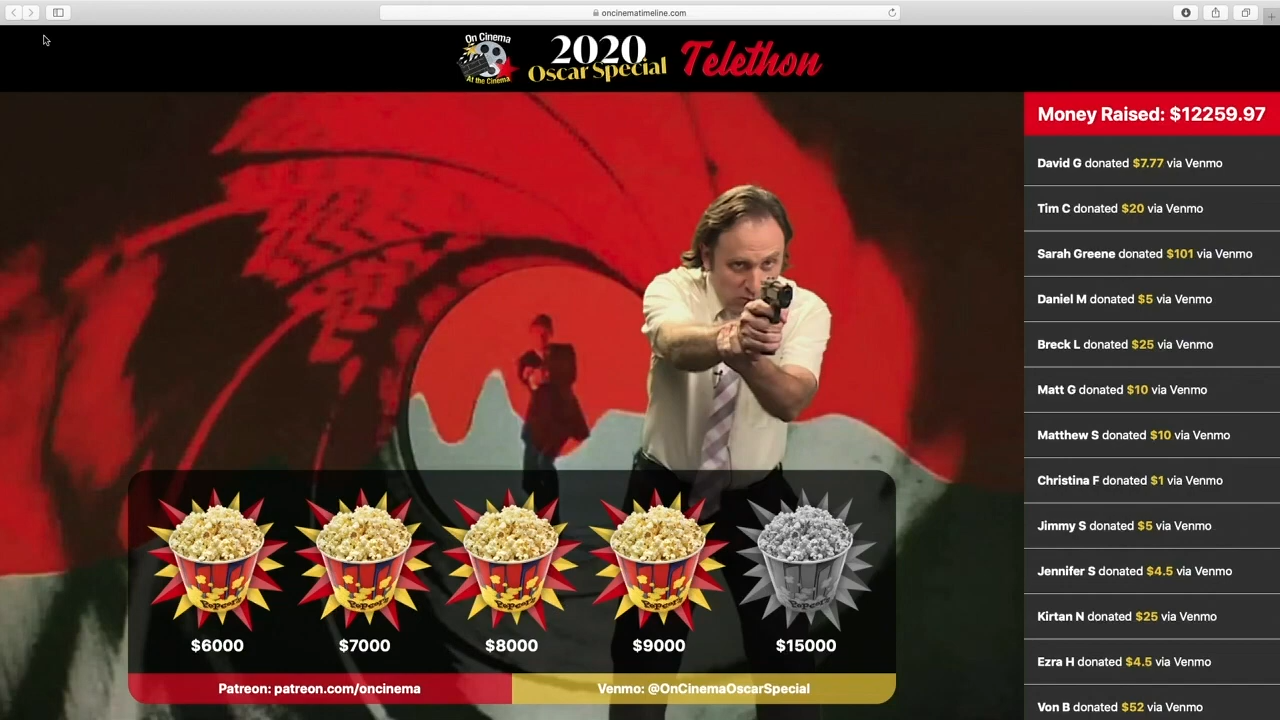 oncinematimeline.com
On Cinema
At the Cinema
2020
Oscar Special
Telethon
Money Raised: $12259.97
David G donated $7.77 via Venmo
Tim C donated $20 via Venmo
Sarah Greene donated $101 via Venmo
Daniel M donated $5 via Venmo
Breck L donated $25 via Venmo
Matt G donated $10 via Venmo
Matthew S donated $10 via Venmo
Christina F donated $1 via Venmo
Jimmy S donated $5 via Venmo
Jennifer S donated $4.5 via Venmo
Kirtan N donated $25 via Venmo
Ezra H donated $4.5 via Venmo
Von B donated $52 via Venmo
Popcorn Popcorn Popcorn Popcorn Popcorn
$6000 $7000 $8000 $9000 $15000
Patreon: patreon.com/oncinema Venmo: @OnCinemaOscarSpecial